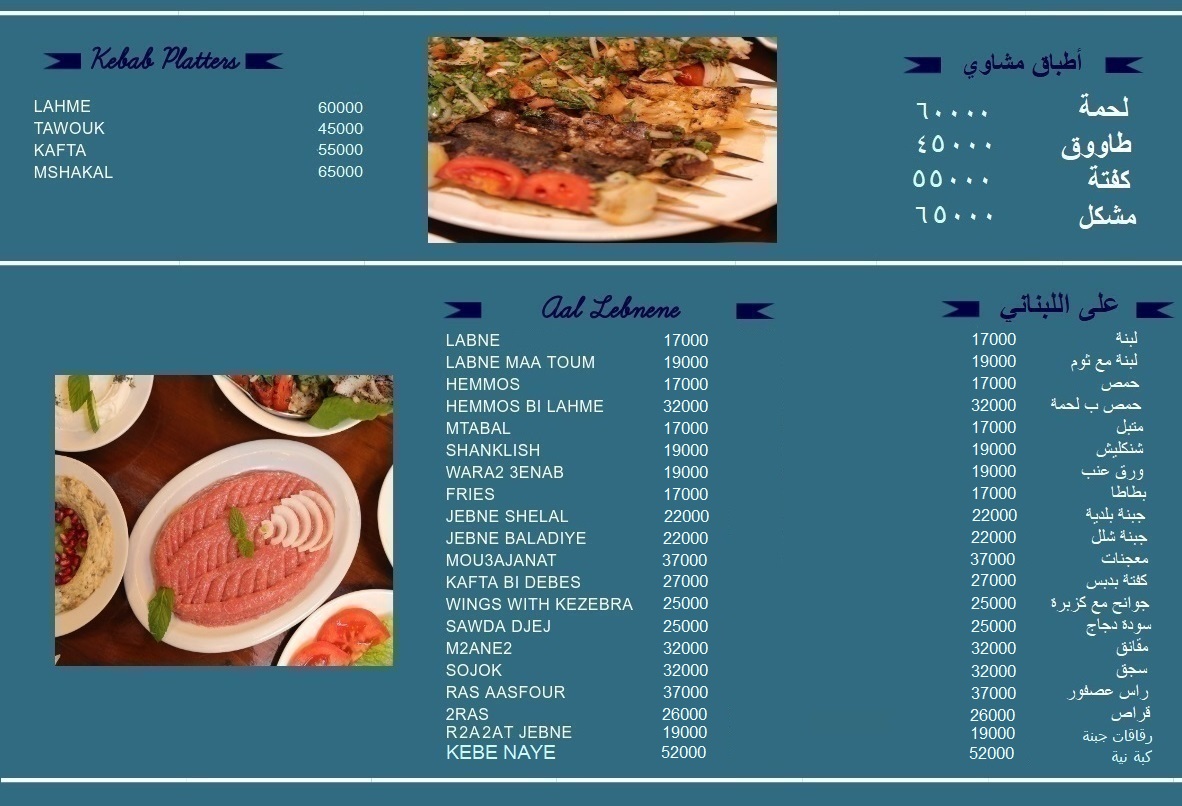 Kebab Platters
LAHME 60000
TAWOUK 45000
KAFTA 55000
MSHAKAL 65000
أطباق مشاوي
لحمة ٦٠٠٠٠
طاووق ٤٥٠٠٠
كفتة ٥٥٠٠٠
مشكل ٦٥٠٠٠
Aal Lebnene
LABNE 17000
LABNE MAA TOUM 19000
HEMMOS 17000
HEMMOS BI LAHME 32000
MTABAL 17000
SHANKLISH 19000
WARA2 3ENAB 19000
FRIES 17000
JEBNE SHELAL 22000
JEBNE BALADIYE 22000
MOU3AJANAT 37000
KAFTA BI DEBES 27000
WINGS WITH KEZEBRA 25000
SAWDA DJEJ 25000
M2ANE2 32000
SOJOK 32000
RAS AASFOUR 37000
2RAS 26000
R2A2AT JEBNE 19000
KEBE NAYE 52000
على اللبناني
لبنة 17000
لبنة مع ثوم 19000
حمص 17000
حمص ب لحمة 32000
متبل 17000
شنكليش 19000
ورق عنب 19000
بطاطا 17000
جبنة بلدية 22000
جبنة شلل 22000
معجنات 37000
كفتة بدبس 27000
جوانح مع كزبرة 25000
سودة دجاج 25000
مقانق 32000
سجق 32000
راس عصفور 37000
قراص 26000
رقاقات جبنة 19000
كبة نية 52000